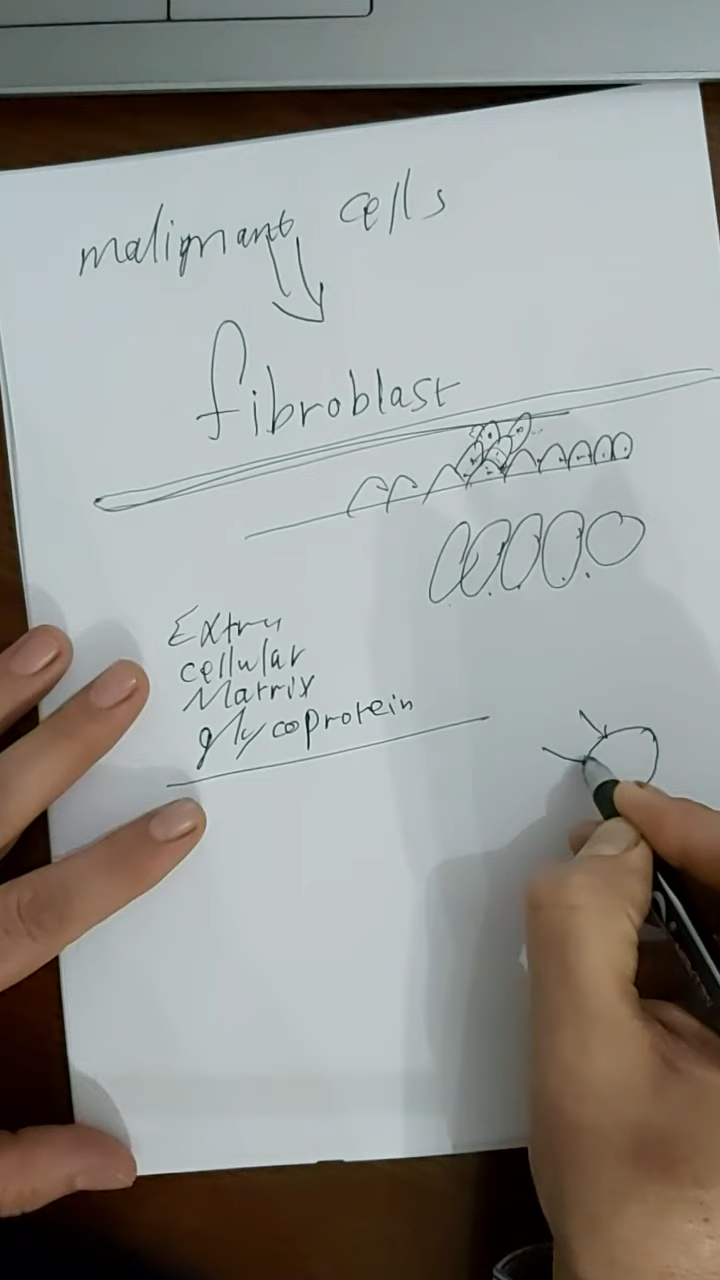 malignant cells
fibroblast
Extra
cellular
Matrix
glycoprotein